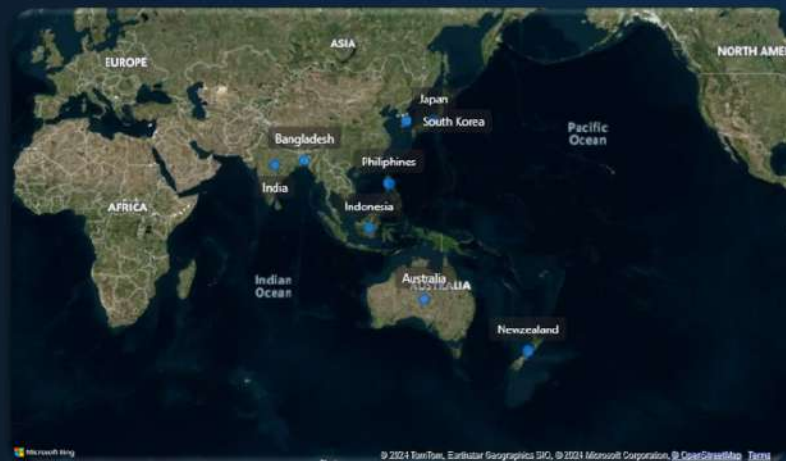 ASIA
NORTH AME
EUROPE
Japan
South Korea
Pacific
Ocean
Bangladesh
Philiphines
India
AFRICA
Indonesia
Indian
Ocean
Australia
AUSTRALIA
Newzealand
Microsoft Bing
© 2024 TomTom, Earthstar Geographics SIO, © 2024 Microsoft Corporation, © OpenStreetMap Terms